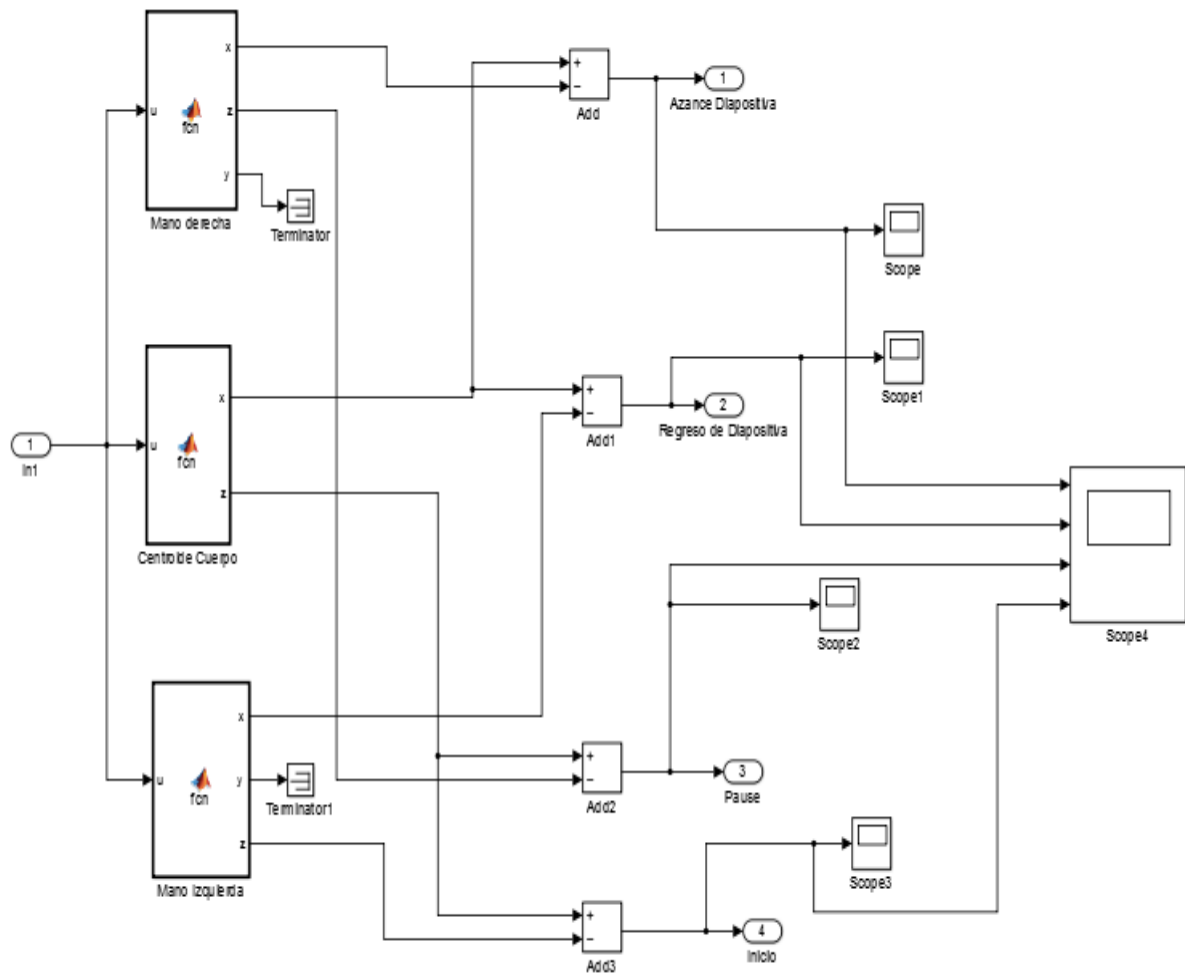 x
+
−
1
Add
Azance Diapositiva
u
fcn
z
y
Mano derecha
Terminator
Scope
x
+
−
Add1
2
Regreso de Diapositiva
Scope1
1
In1
u
fcn
z
Centroide Cuerpo
Scope4
Scope2
x
u
fcn
y
z
Mano Izquierda
Terminator1
+
−
Add2
3
Pause
Scope3
+
−
Add3
4
Inicio